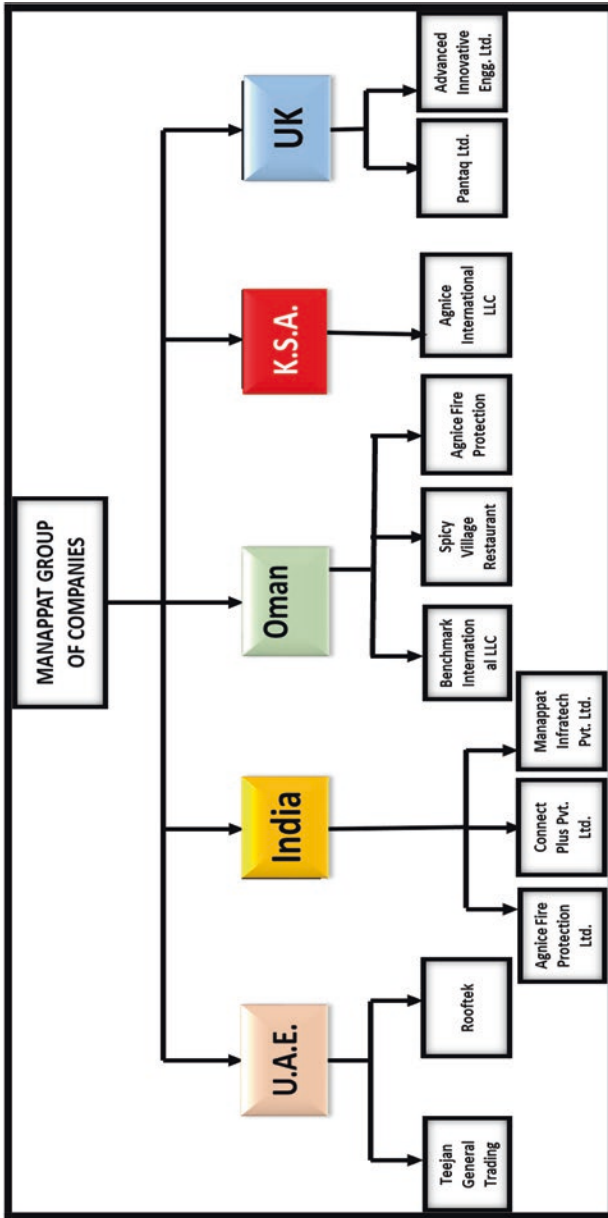 MANAPPAT GROUP
OF COMPANIES
U.A.E.
India
Oman
K.S.A.
UK
Teejan
General
Trading
Rooftek
Agnice Fire
Protection
Ltd.
Connect
Plus Pvt.
Ltd.
Manappat
Infratech
Pvt. Ltd.
Benchmark
Internation
al LLC
Spicy
Village
Restaurant
Agnice Fire
Protection
Agnice
International
LLC
Pantaq Ltd.
Advanced
Innovative
Engg. Ltd.